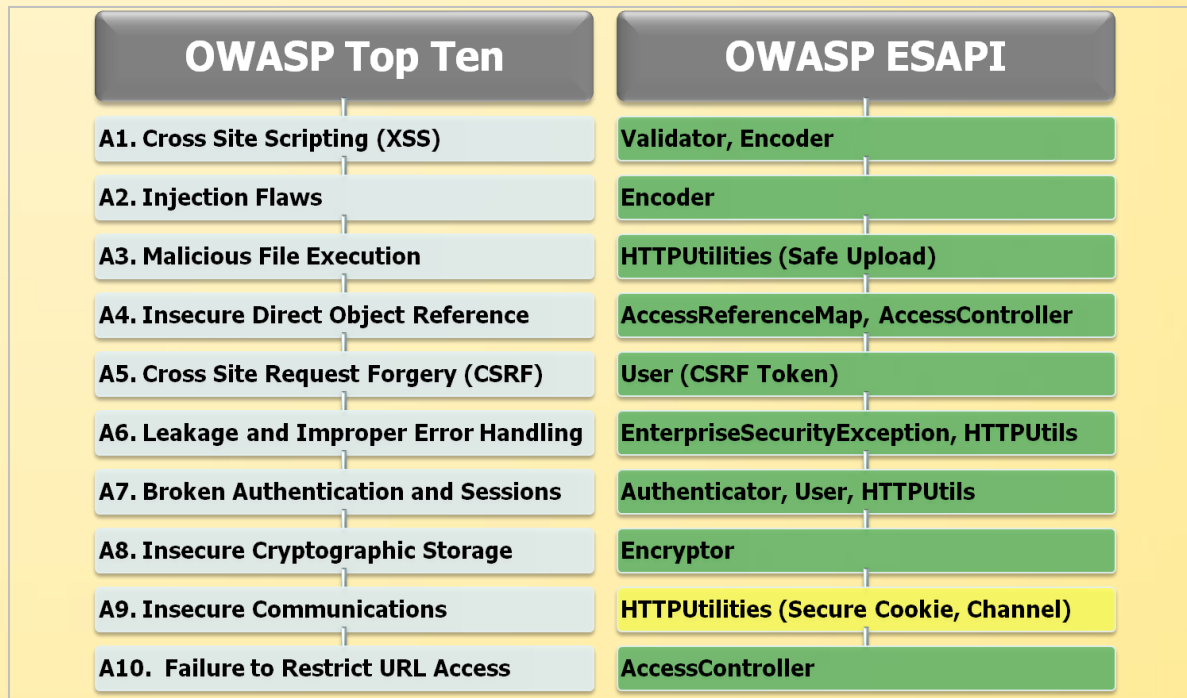 OWASP Top Ten
OWASP ESAPI
A1. Cross Site Scripting (XSS)
Validator, Encoder
A2. Injection Flaws
Encoder
A3. Malicious File Execution
HTTPUtilities (Safe Upload)
A4. Insecure Direct Object Reference
AccessReferenceMap, AccessController
A5. Cross Site Request Forgery (CSRF)
User (CSRF Token)
A6. Leakage and Improper Error Handling
EnterpriseSecurityException, HTTPUtils
A7. Broken Authentication and Sessions
Authenticator, User, HTTPUtils
A8. Insecure Cryptographic Storage
Encryptor
A9. Insecure Communications
HTTPUtilities (Secure Cookie, Channel)
A10. Failure to Restrict URL Access
AccessController